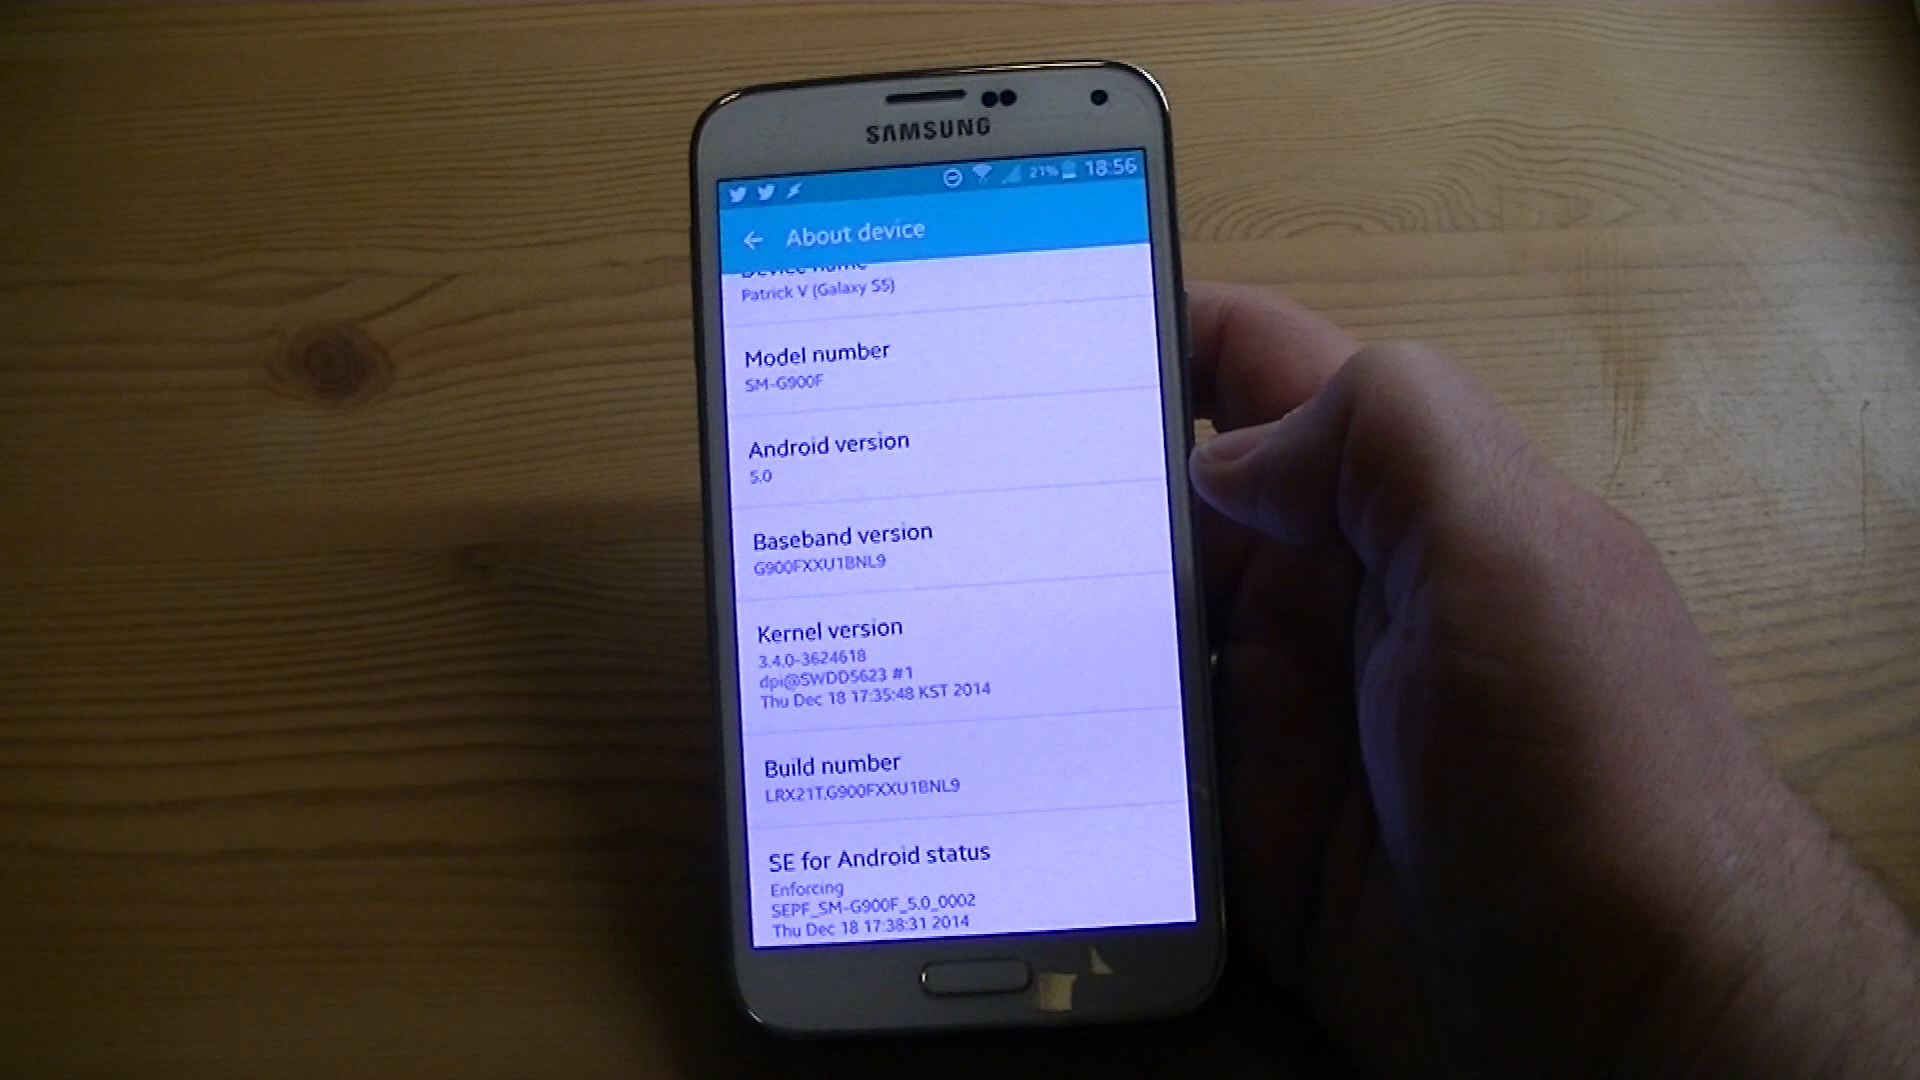 SAMSUNG
21% 18:56
About device
Device name
Patrick V (Galaxy S5)
Model number
SM-G900F
Android version
5.0
Baseband version
G900FXXU1BNL9
Kernel version
3.4.0-3624618
dpi@SWDD5623 #1
Thu Dec 18 17:35:48 KST 2014
Build number
LRX21T.G900FXXU1BNL9
SE for Android status
Enforcing
SEPF_SM-G900F_5.0_0002
Thu Dec 18 17:38:31 2014